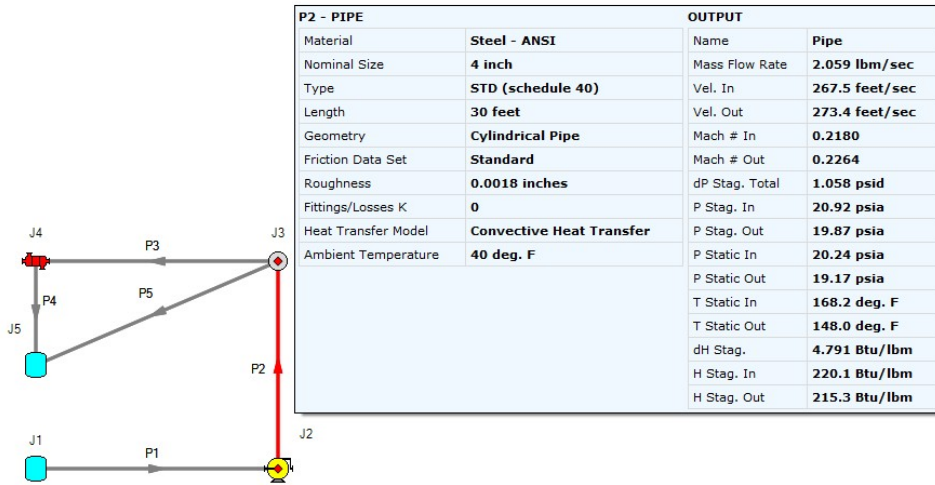 P2 - PIPE OUTPUT
Material Steel - ANSI Name Pipe
Nominal Size 4 inch Mass Flow Rate 2.059 lbm/sec
Type STD (schedule 40) Vel. In 267.5 feet/sec
Length 30 feet Vel. Out 273.4 feet/sec
Geometry Cylindrical Pipe Mach # In 0.2180
Friction Data Set Standard Mach # Out 0.2264
Roughness 0.0018 inches dP Stag. Total 1.058 psid
Fittings/Losses K 0 P Stag. In 20.92 psia
Heat Transfer Model Convective Heat Transfer P Stag. Out 19.87 psia
Ambient Temperature 40 deg. F P Static In 20.24 psia
P Static Out 19.17 psia
T Static In 168.2 deg. F
T Static Out 148.0 deg. F
dH Stag. 4.791 Btu/lbm
H Stag. In 220.1 Btu/lbm
H Stag. Out 215.3 Btu/lbm
J4
P3
J3
P4
P5
J5
P2
J2
J1
P1